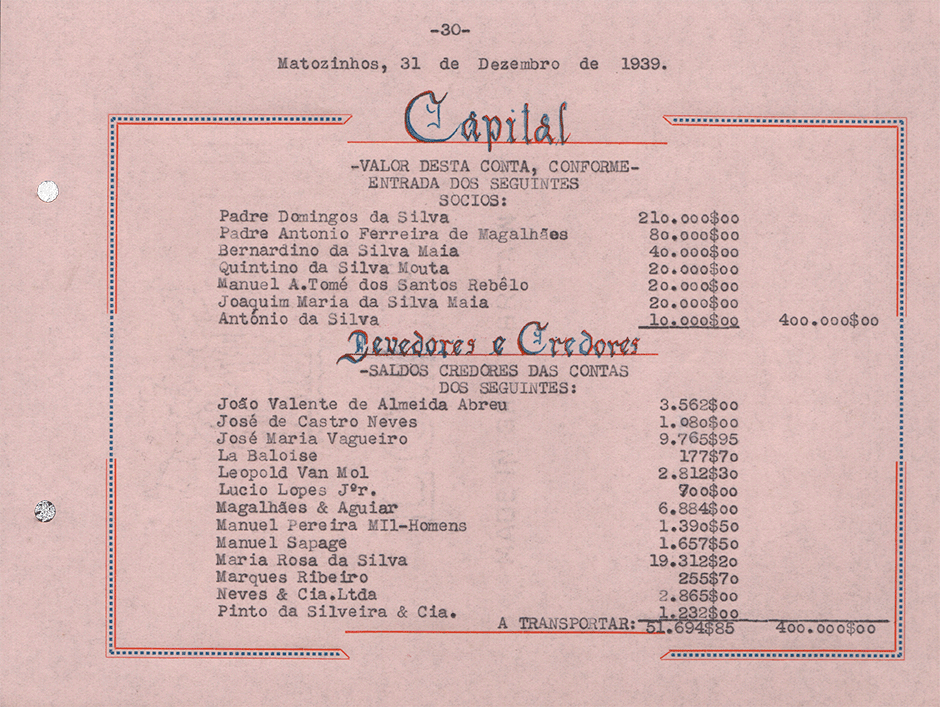 -30-
Matozinhos, 31 de Dezembro de 1939.
Capital
-VALOR DESTA CONTA, CONFORME-
ENTRADA DOS SEGUINTES
SOCIOS:
Padre Domingos da Silva 210.000$00
Padre Antonio Ferreira de Magalhães 80.000$00
Bernardino da Silva Maia 40.000$00
Quintino da Silva Mouta 20.000$00
Manuel A.Tomé dos Santos Rebêlo 20.000$00
Joaquim Maria da Silva Maia 20.000$00
António da Silva 10.000$00 400.000$00
Devedores e Credores
-SALDOS CREDORES DAS CONTAS
DOS SEGUINTES:
João Valente de Almeida Abreu 3.562$00
José de Castro Neves 1.080$00
José Maria Vagueiro 9.765$95
La Baloise 177$70
Leopold Van Mol 2.812$30
Lucio Lopes Jºr. 700$00
Magalhães & Aguiar 6.884$00
Manuel Pereira MIl-Homens 1.390$50
Manuel Sapage 1.657$50
Maria Rosa da Silva 19.312$20
Marques Ribeiro 255$70
Neves & Cia.Ltda 2.865$00
Pinto da Silveira & Cia. 1.232$00
A TRANSPORTAR: 51.694$85 400.000$00